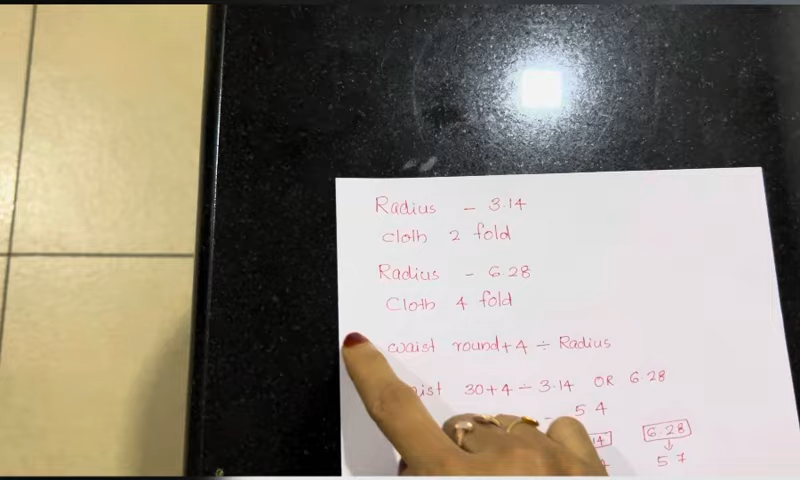 Radius - 3.14
cloth 2 fold
Radius - 6.28
Cloth 4 fold
waist round + 4 ÷ Radius
30 + 4 ÷ 3.14 OR 6.28
- 5 4
6.28
↓
5 7